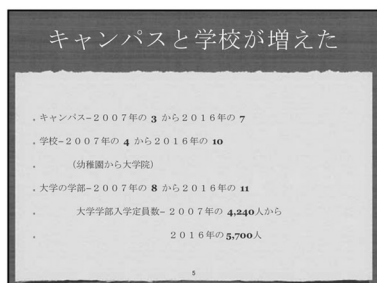 キャンパスと学校が増えた
. キャンパス–２００７年の 3 から２０１６年の 7
. 学校–２００７年の 4 から２０１６年の 10
. （幼稚園から大学院）
. 大学の学部–２００７年の 8 から２０１６年の 11
. 大学学部入学定員数– ２００７年の 4,240人から
. ２０１６年の5,700人
5